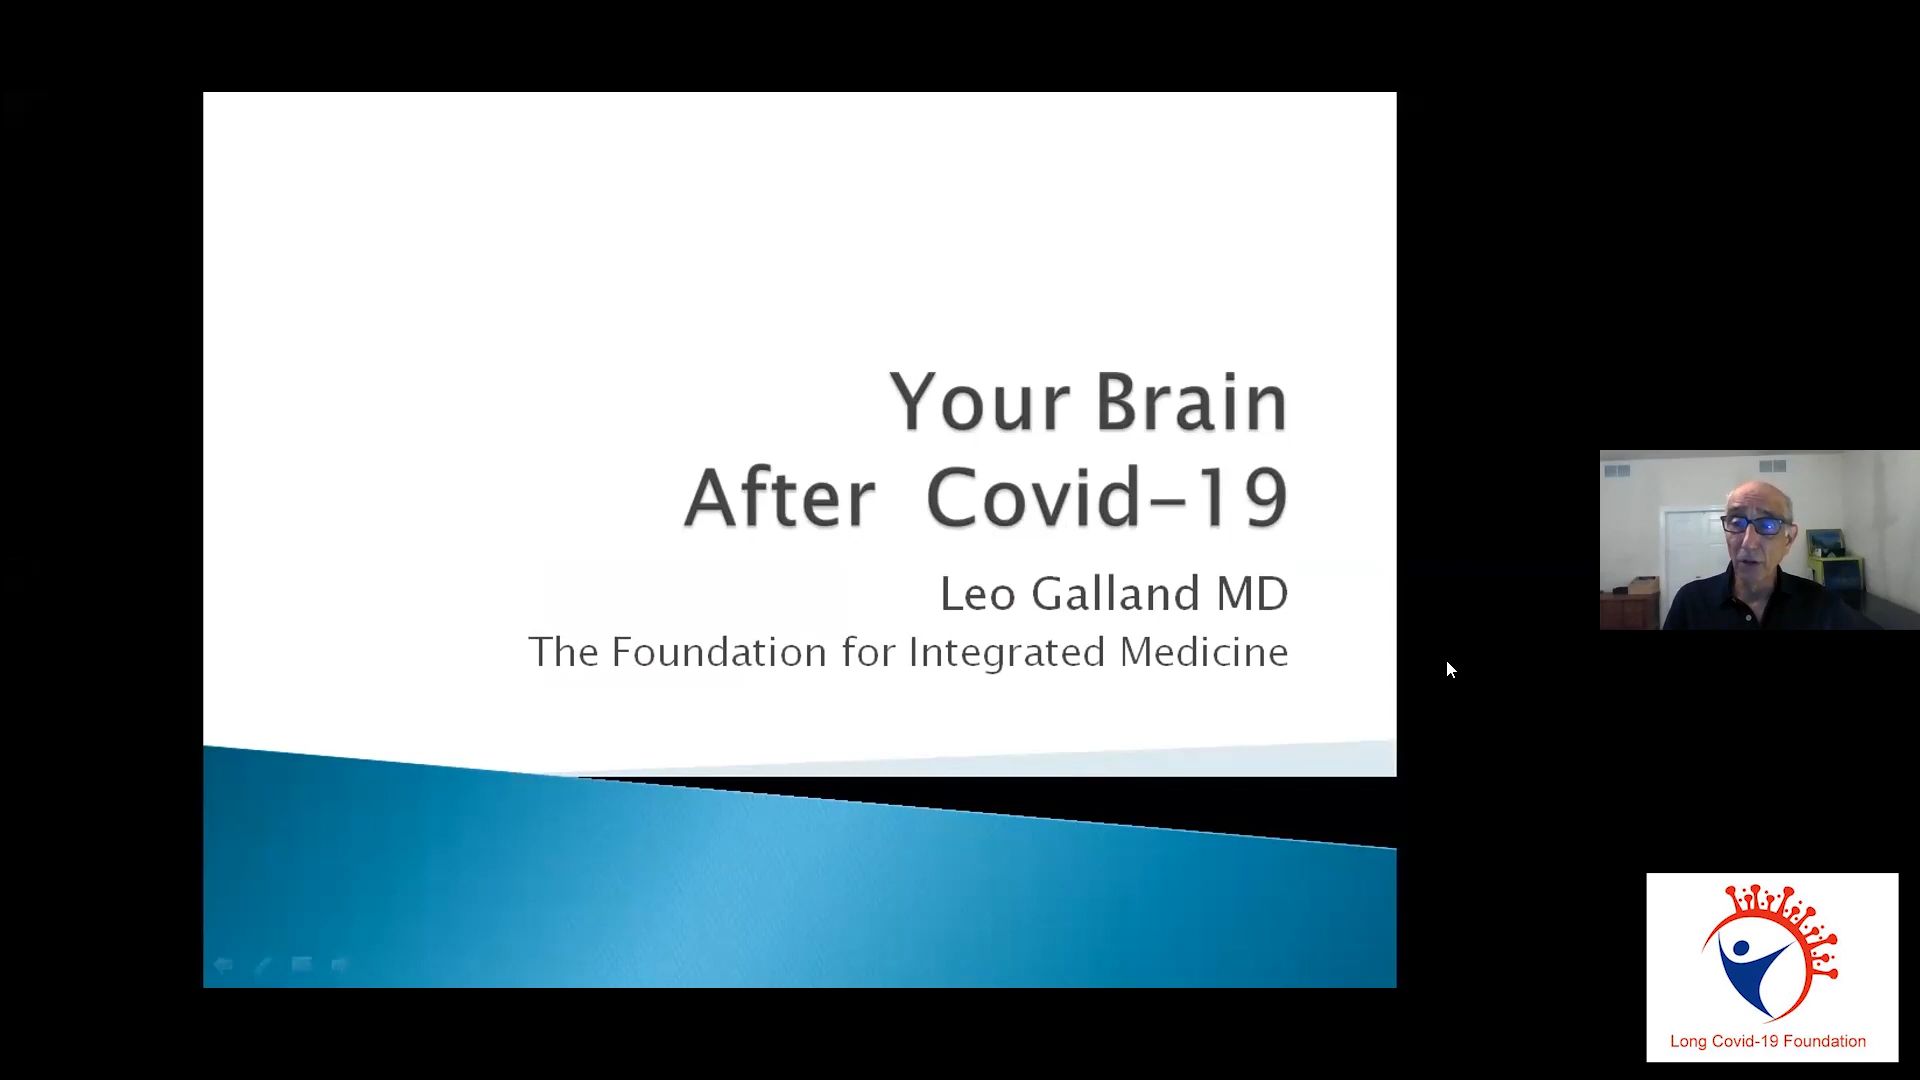 Your Brain
After Covid-19
Leo Galland MD
The Foundation for Integrated Medicine
Long Covid-19 Foundation